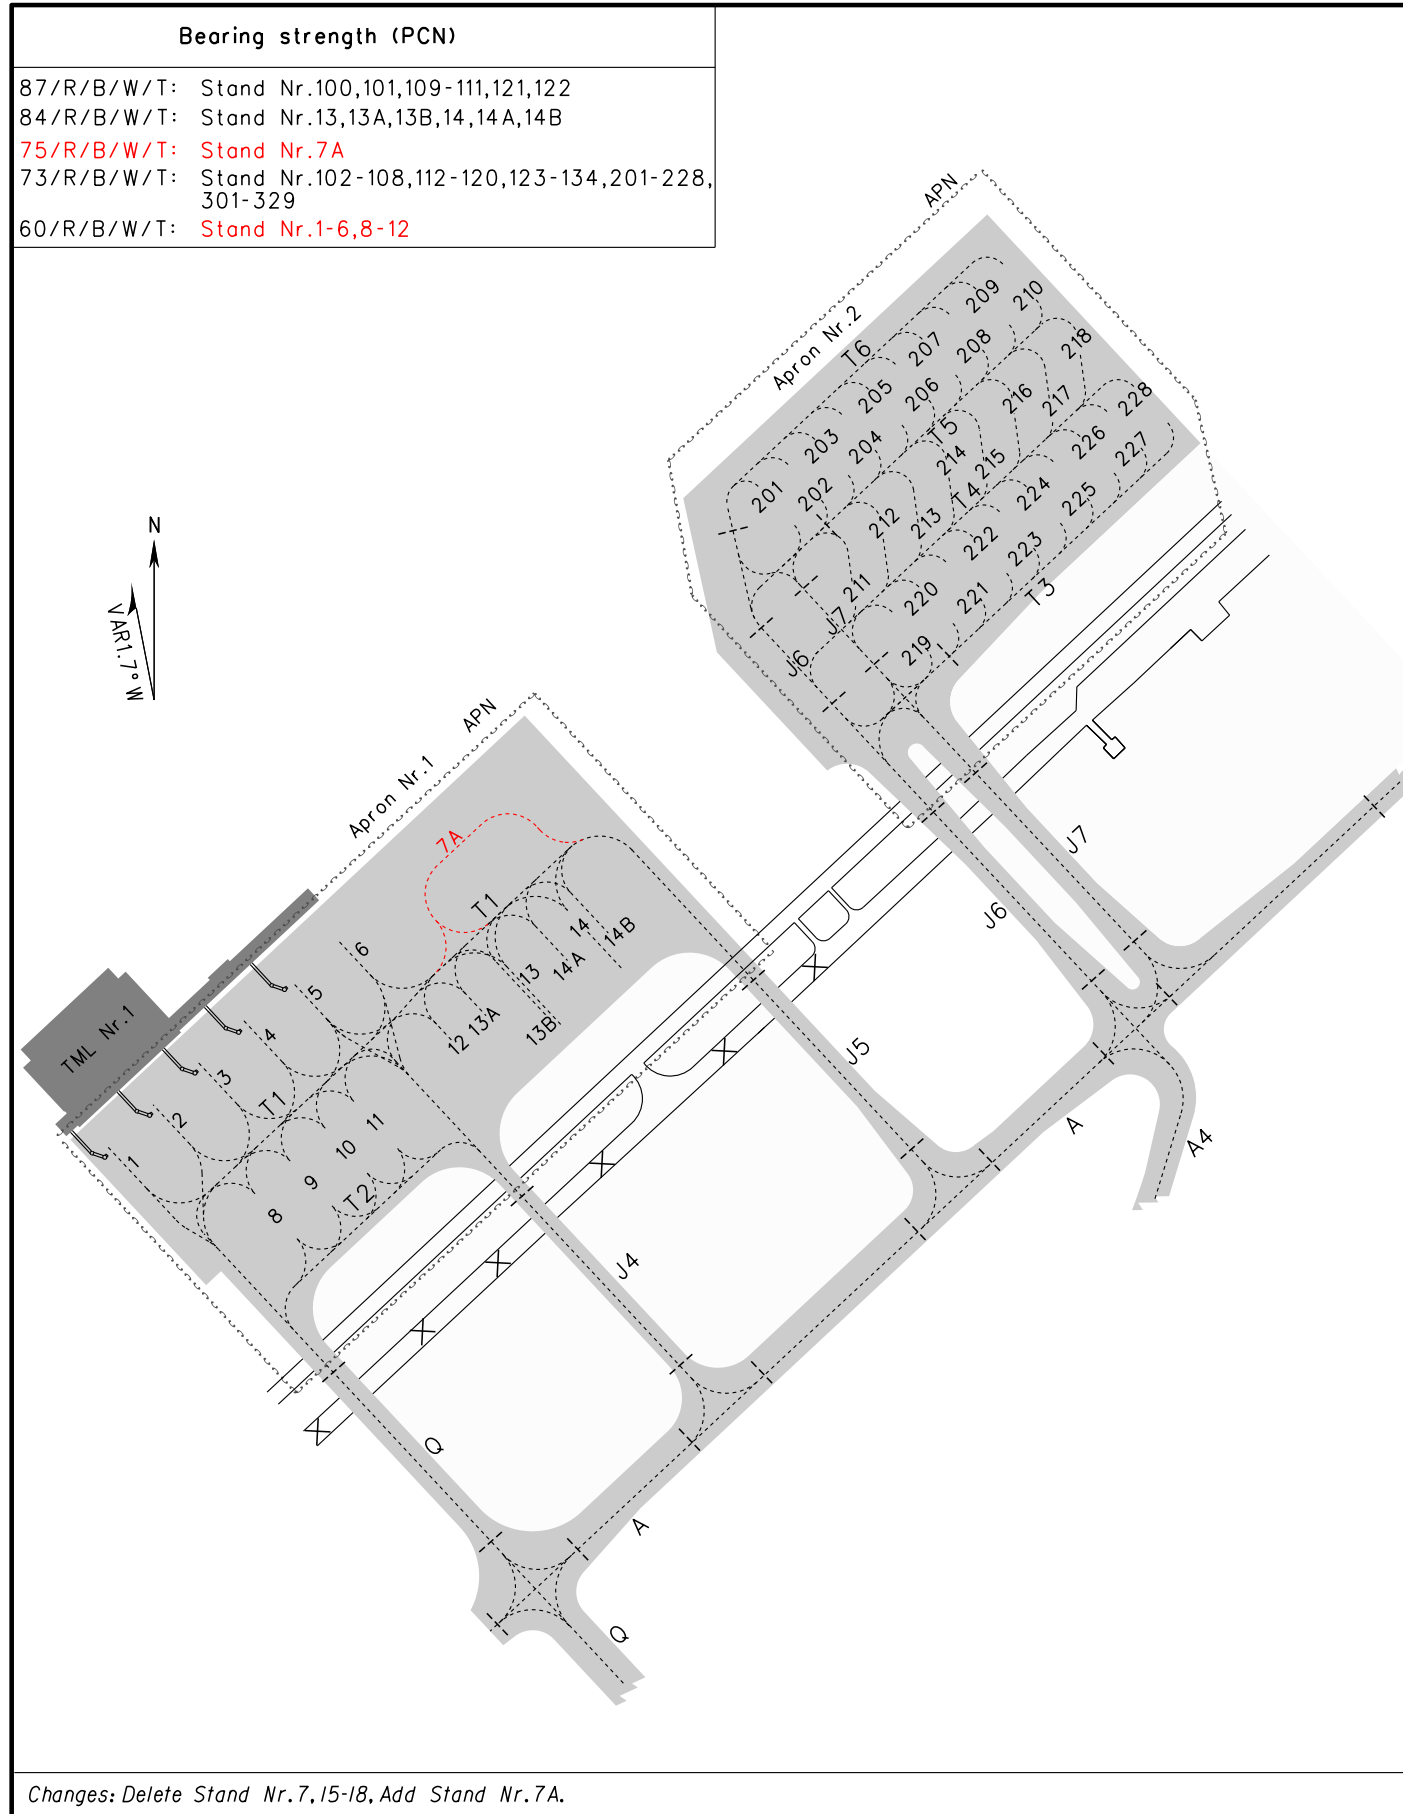 Bearing strength (PCN)
87/R/B/W/T: Stand Nr.100,101,109-111,121,122
84/R/B/W/T: Stand Nr.13,13A,13B,14,14A,14B
75/R/B/W/T: Stand Nr.7A
73/R/B/W/T: Stand Nr.102-108,112-120,123-134,201-228,
301-329
60/R/B/W/T: Stand Nr.1-6,8-12
APN
Apron Nr.2
T6
209
210
207
208
218
205
206
216
217
228
203
204
T5
226
227
201
202
214
215
T4
224
225
212
213
222
223
211
220
221
T3
J7
J6
219
N
VAR1.7°W
APN
Apron Nr.1
7A
T1
6
14
14B
5
13
14A
4
12
13A
13B
TML Nr.1
3
T1
2
11
10
1
9
T2
8
J7
J6
J5
A
A4
J4
Q
A
Q
Changes: Delete Stand Nr.7,15-18, Add Stand Nr.7A.